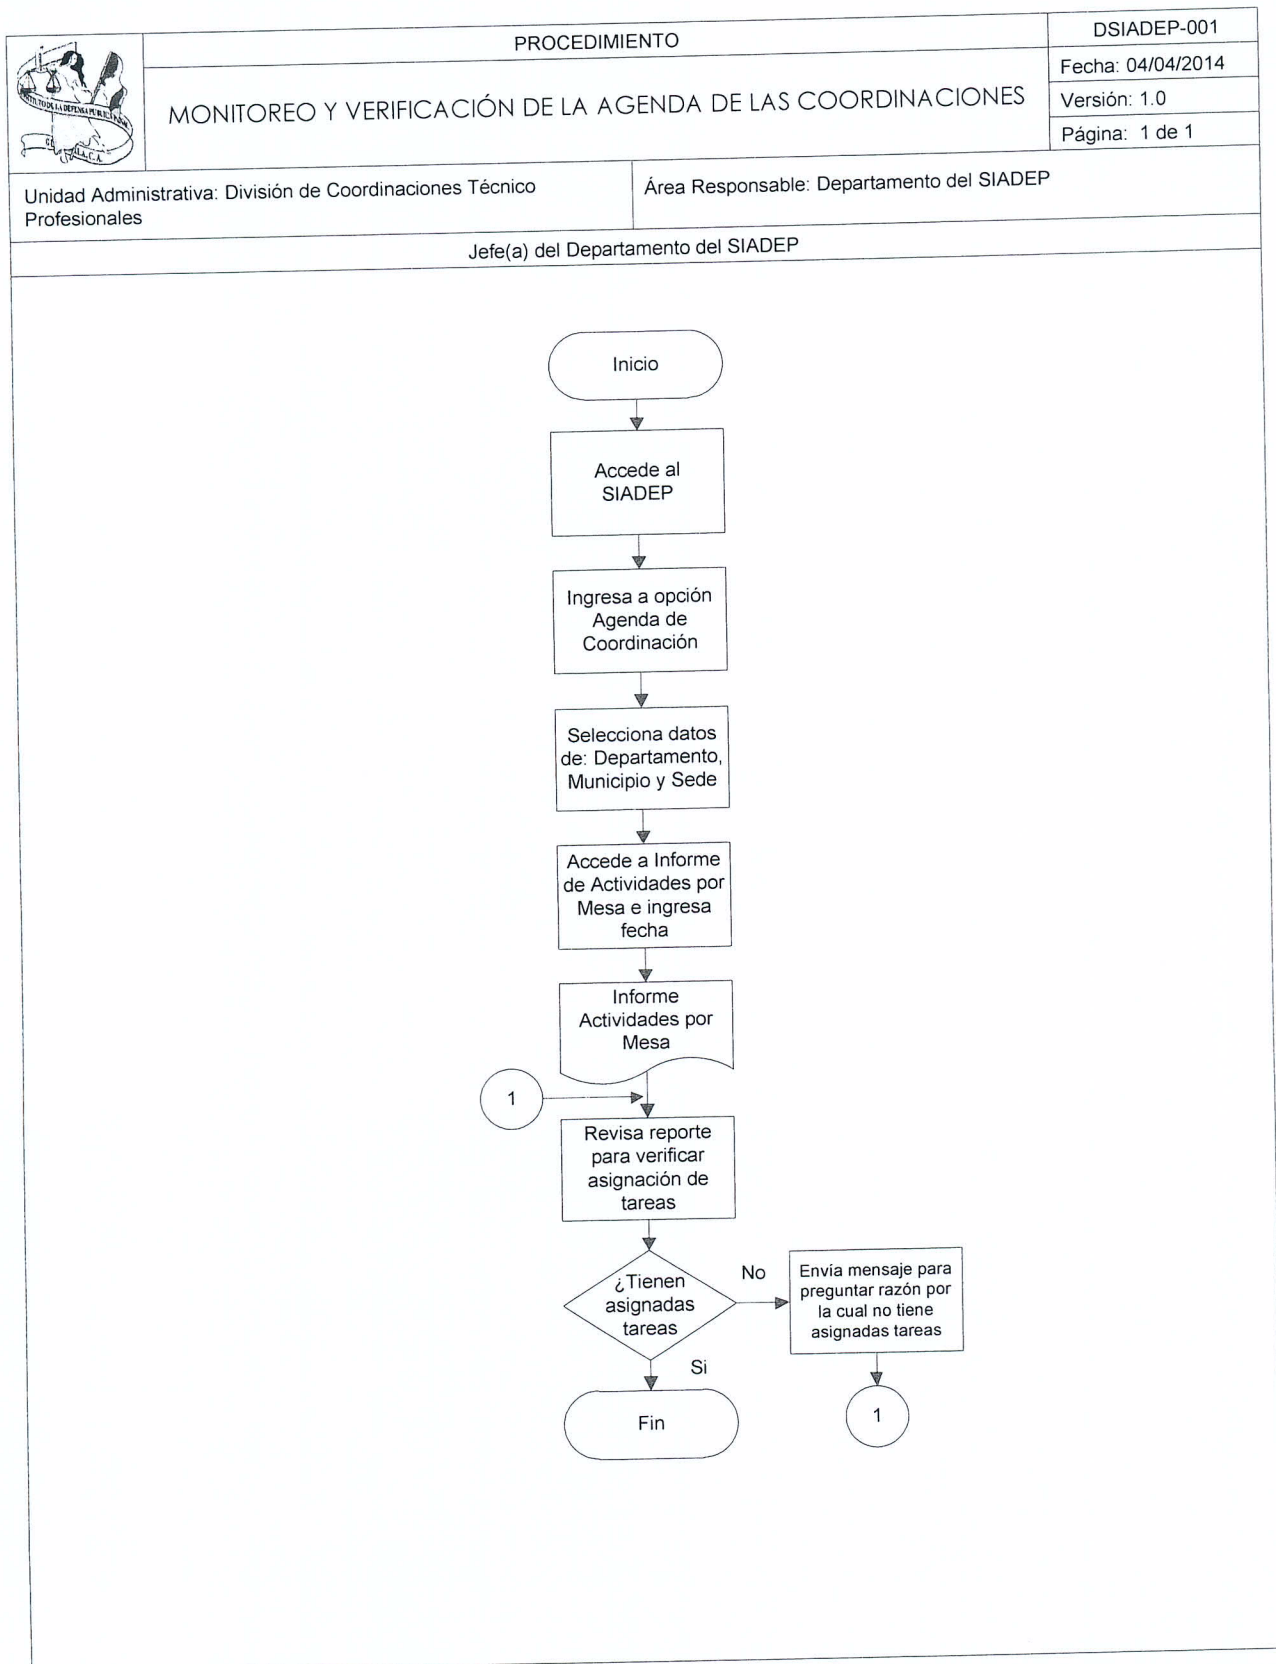 PROCEDIMIENTO
DSIADEP-001
Fecha: 04/04/2014
MONITOREO Y VERIFICACIÓN DE LA AGENDA DE LAS COORDINACIONES
Versión: 1.0
Página: 1 de 1
Unidad Administrativa: División de Coordinaciones Técnico
Profesionales
Área Responsable: Departamento del SIADEP
Jefe(a) del Departamento del SIADEP
Inicio
Accede al
SIADEP
Ingresa a opción
Agenda de
Coordinación
Selecciona datos
de: Departamento,
Municipio y Sede
Accede a Informe
de Actividades por
Mesa e ingresa
fecha
Informe
Actividades por
Mesa
1
Revisa reporte
para verificar
asignación de
tareas
¿Tienen
asignadas
tareas
No
Envía mensaje para
preguntar razón por
la cual no tiene
asignadas tareas
Si
Fin
1